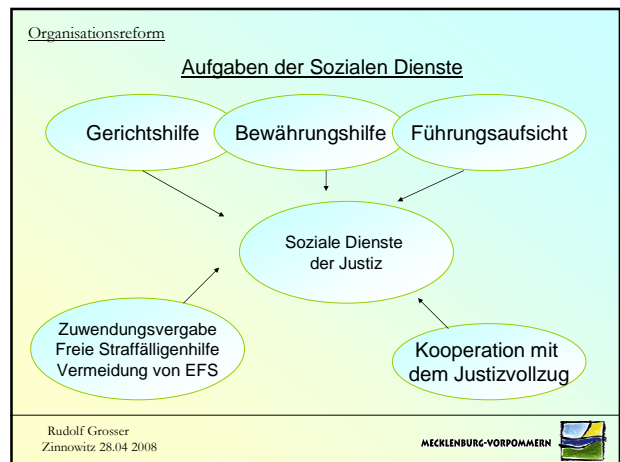 Organisationsreform
Aufgaben der Sozialen Dienste
Gerichtshilfe
Bewährungshilfe
Führungsaufsicht
Soziale Dienste
der Justiz
Zuwendungsvergabe
Freie Straffälligenhilfe
Vermeidung von EFS
Kooperation mit
dem Justizvollzug
Rudolf Grosser
Zinnowitz 28.04 2008
MECKLENBURG-VORPOMMERN